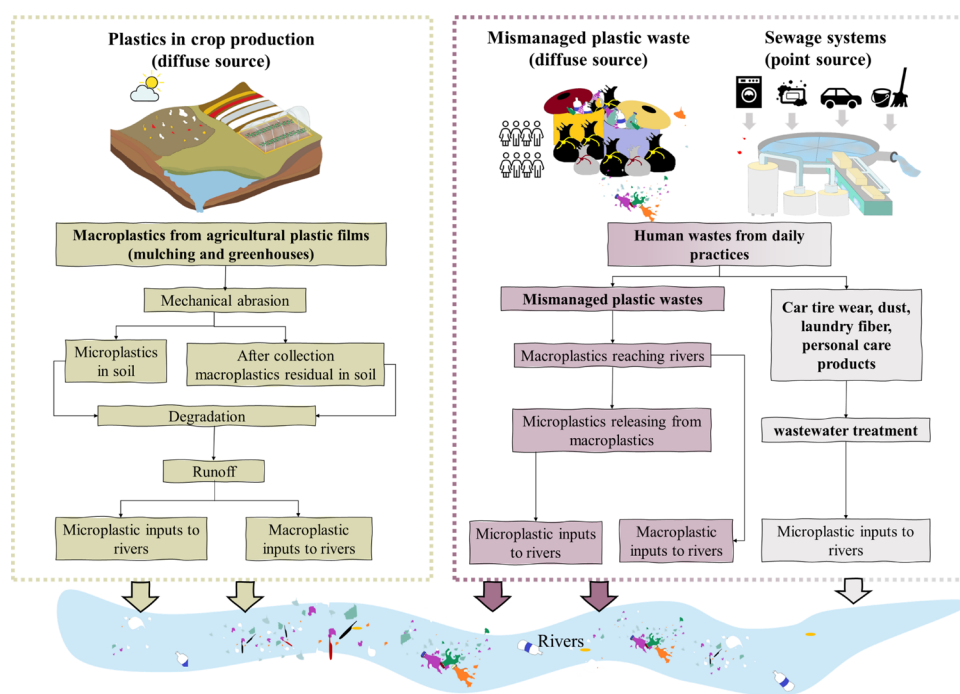 Plastics in crop production
(diffuse source)
Macroplastics from agricultural plastic films
(mulching and greenhouses)
Mechanical abrasion
Microplastics
in soil
After collection
macroplastics residual in soil
Degradation
Runoff
Microplastic inputs to
rivers
Macroplastic
inputs to rivers
Mismanaged plastic waste
(diffuse source)
Sewage systems
(point source)
Human wastes from daily
practices
Mismanaged plastic wastes
Macroplastics reaching rivers
Microplastics releasing from
macroplastics
Microplastic inputs
to rivers
Macroplastic
inputs to rivers
Car tire wear, dust,
laundry fiber,
personal care
products
wastewater treatment
Microplastic inputs to
rivers
Rivers